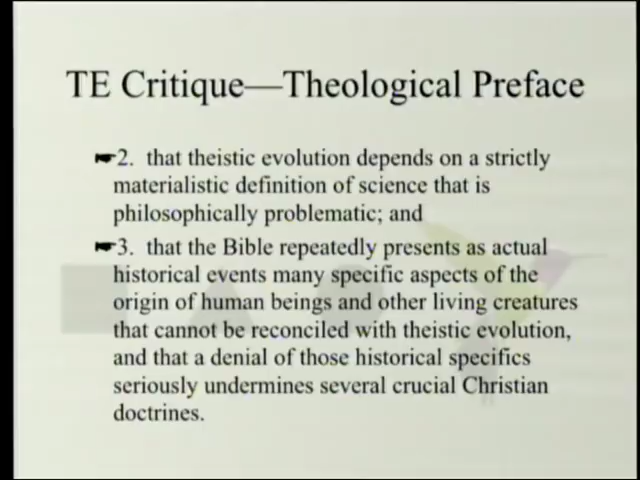 TE Critique—Theological Preface
2. that theistic evolution depends on a strictly
materialistic definition of science that is
philosophically problematic; and
3. that the Bible repeatedly presents as actual
historical events many specific aspects of the
origin of human beings and other living creatures
that cannot be reconciled with theistic evolution,
and that a denial of those historical specifics
seriously undermines several crucial Christian
doctrines.